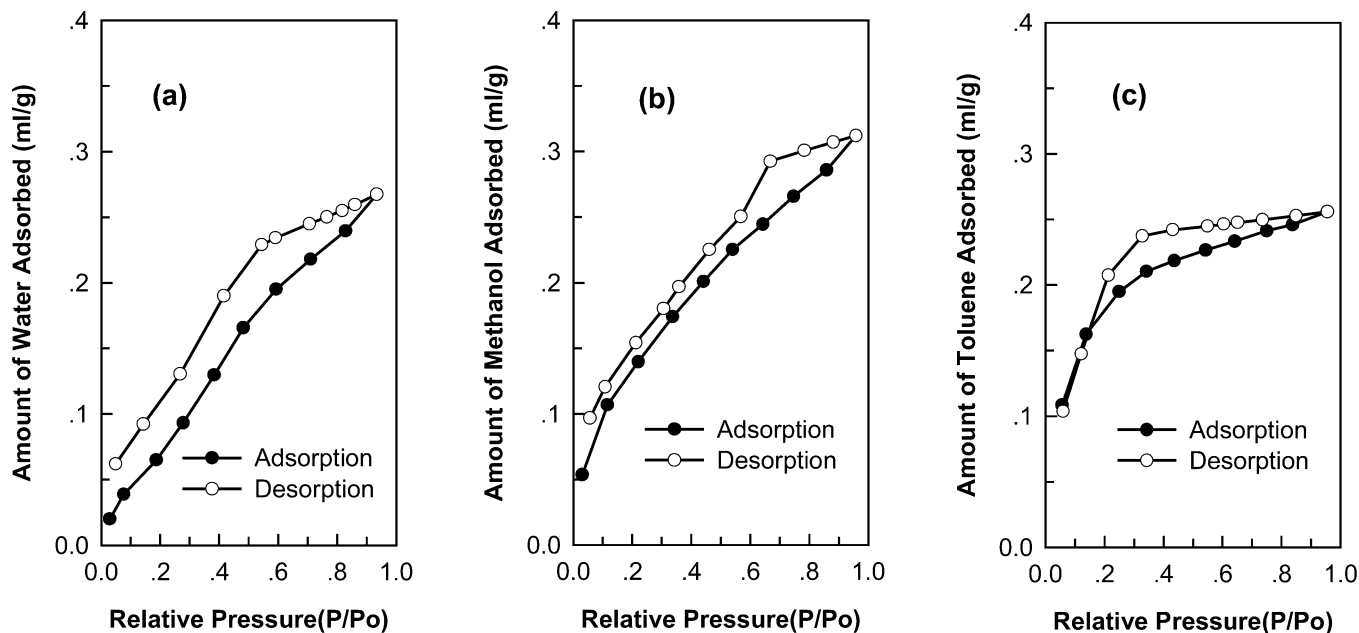 Amount of Water Adsorbed (ml/g)
.4
.3
.2
.1
0.0
(a)
Adsorption
Desorption
0.0 .2 .4 .6 .8 1.0
Relative Pressure(P/Po)
Amount of Methanol Adsorbed (ml/g)
.4
.3
.2
.1
0.0
(b)
Adsorption
Desorption
0.0 .2 .4 .6 .8 1.0
Relative Pressure(P/Po)
Amount of Toluene Adsorbed (ml/g)
.4
.3
.2
.1
0.0
(c)
Adsorption
Desorption
0.0 .2 .4 .6 .8 1.0
Relative Pressure(P/Po)